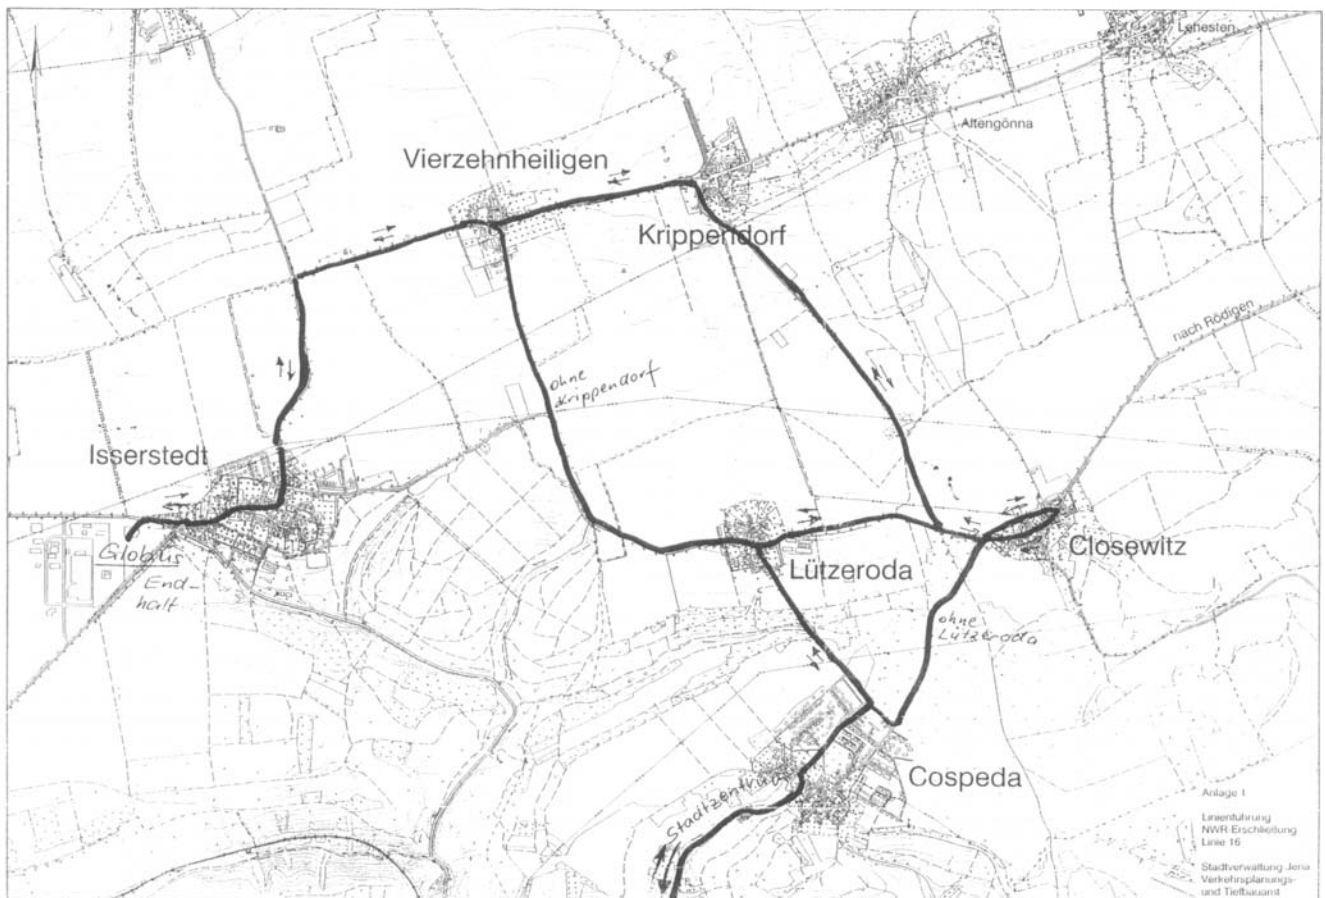 Lehesten
Altengönna
Vierzehnheiligen
Krippendorf
nach Rödigen
ohne
Krippendorf
Isserstedt
Globus
End-
halt
Closewitz
Lützeroda
ohne
Lützeroda
Cospeda
Stadtzentrum
Anlage 1
Linienführung
NWR-Erschließung
Linie 16
Stadtverwaltung Jena
Verkehrsplanungs-
und Tiefbauamt